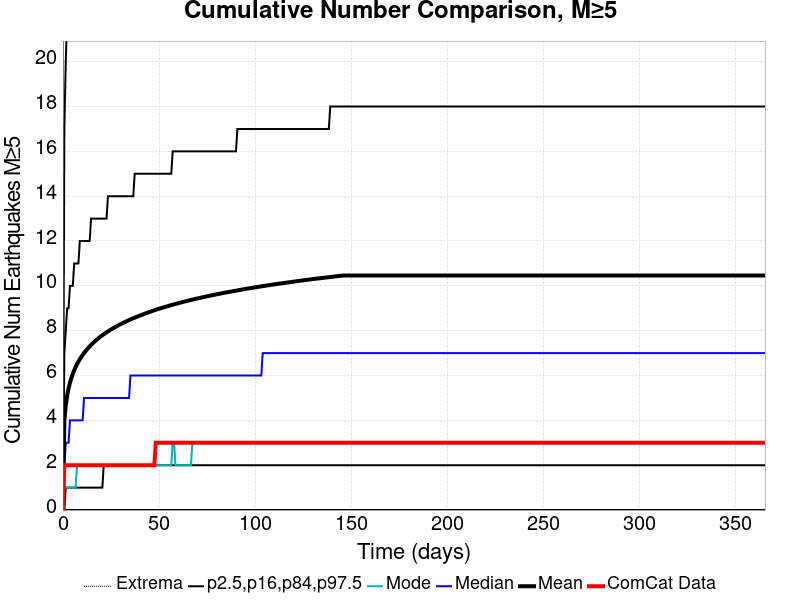 Cumulative Number Comparison, M≥5
Cumulative Num Earthquakes M≥5
20
18
16
14
12
10
8
6
4
2
0
0 50 100 150 200 250 300 350
Time (days)
Extrema p2.5,p16,p84,p97.5 Mode Median Mean ComCat Data